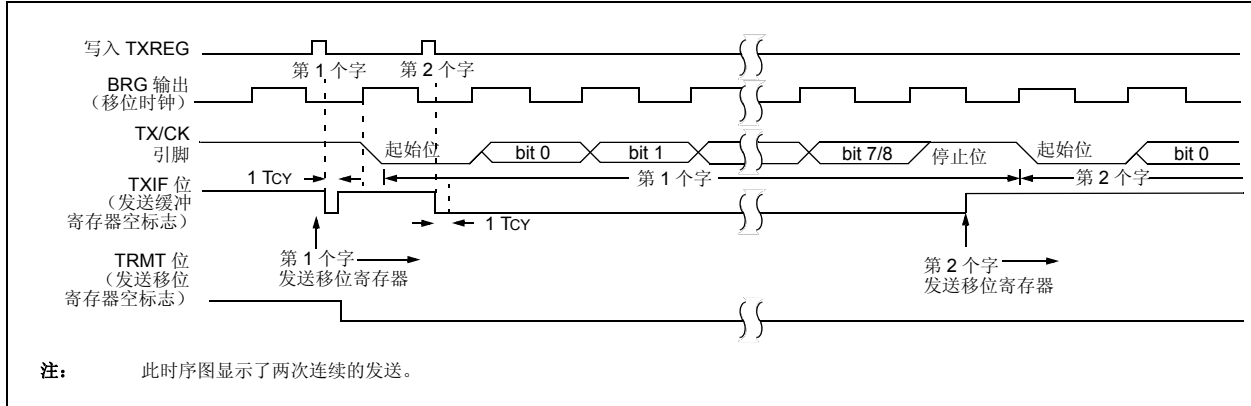 写入 TXREG
第 1 个字 第 2 个字
BRG 输出
（移位时钟）
TX/CK
引脚
起始位 bit 0 bit 1 bit 7/8 停止位 起始位 bit 0
1 TCY 第 1 个字 第 2 个字
TXIF 位
（发送缓冲
寄存器空标志）
1 TCY
第 1 个字
发送移位寄存器
第 2 个字
发送移位寄存器
TRMT 位
（发送移位
寄存器空标志）
注： 此时序图显示了两次连续的发送。